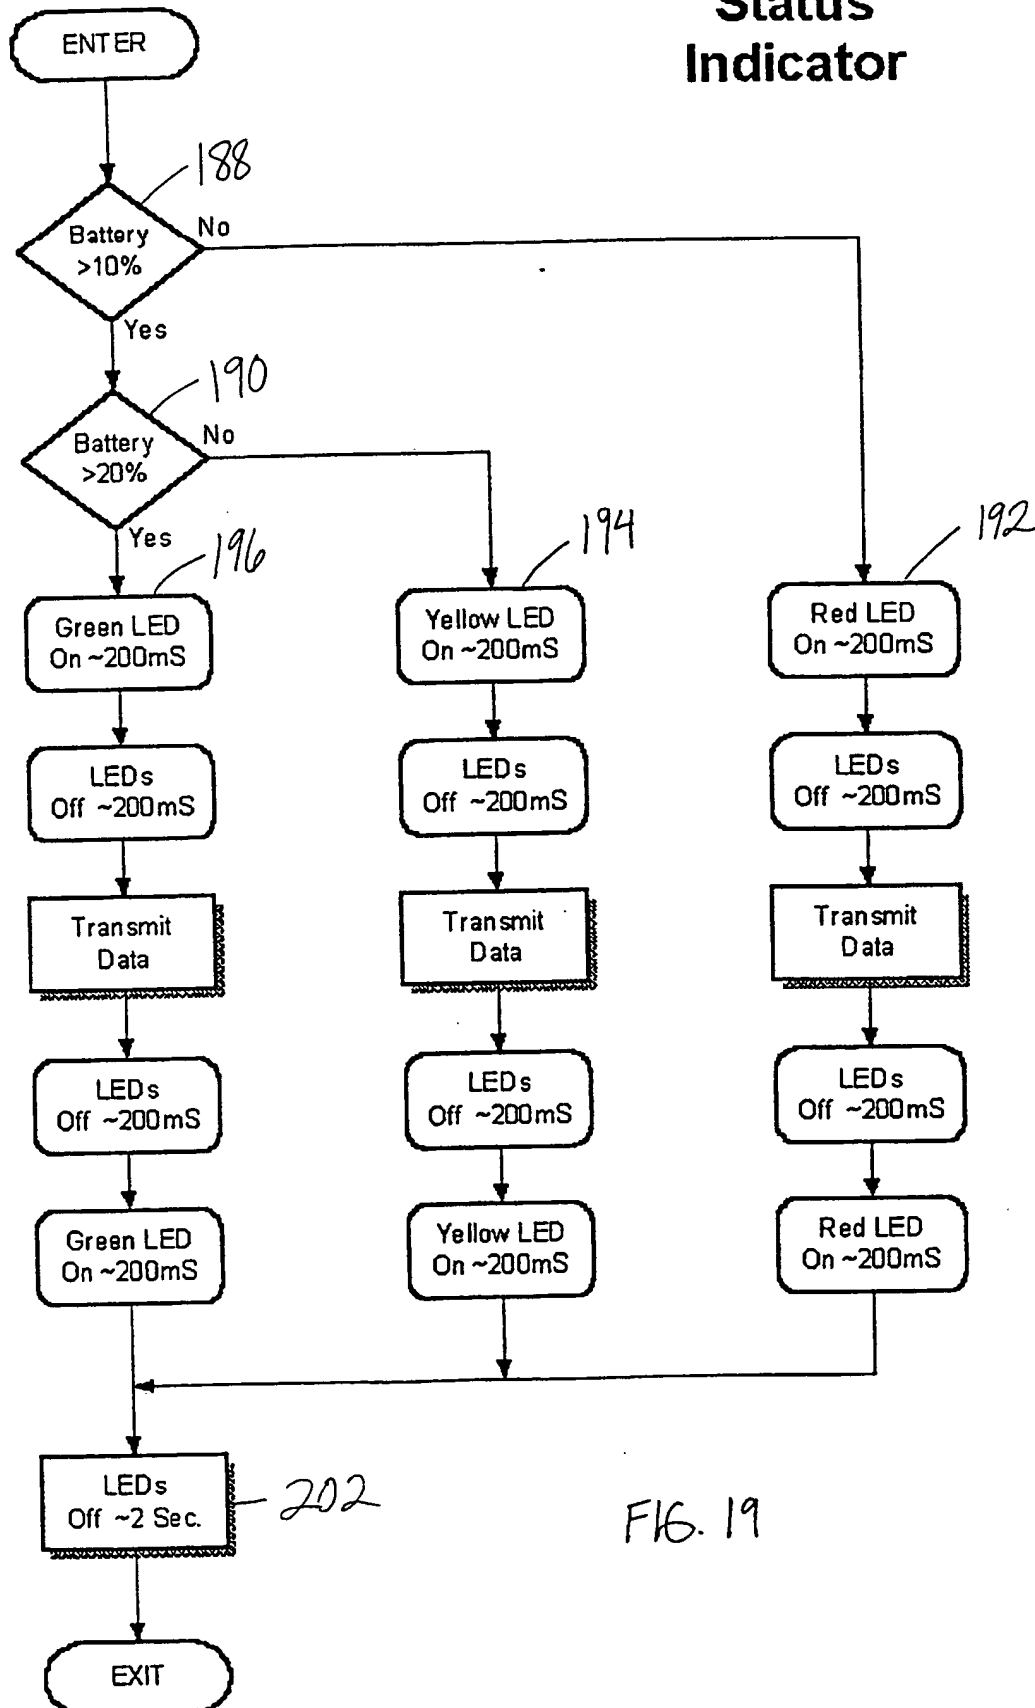 Status
Indicator
ENTER
188
Battery
>10%
No
Yes
190
Battery
>20%
No
Yes
196
194
192
Green LED
On ~200mS
Yellow LED
On ~200mS
Red LED
On ~200mS
LEDs
Off ~200mS
LEDs
Off ~200mS
LEDs
Off ~200mS
Transmit
Data
Transmit
Data
Transmit
Data
LEDs
Off ~200mS
LEDs
Off ~200mS
LEDs
Off ~200mS
Green LED
On ~200mS
Yellow LED
On ~200mS
Red LED
On ~200mS
LEDs
Off ~2 Sec.
202
FIG. 19
EXIT